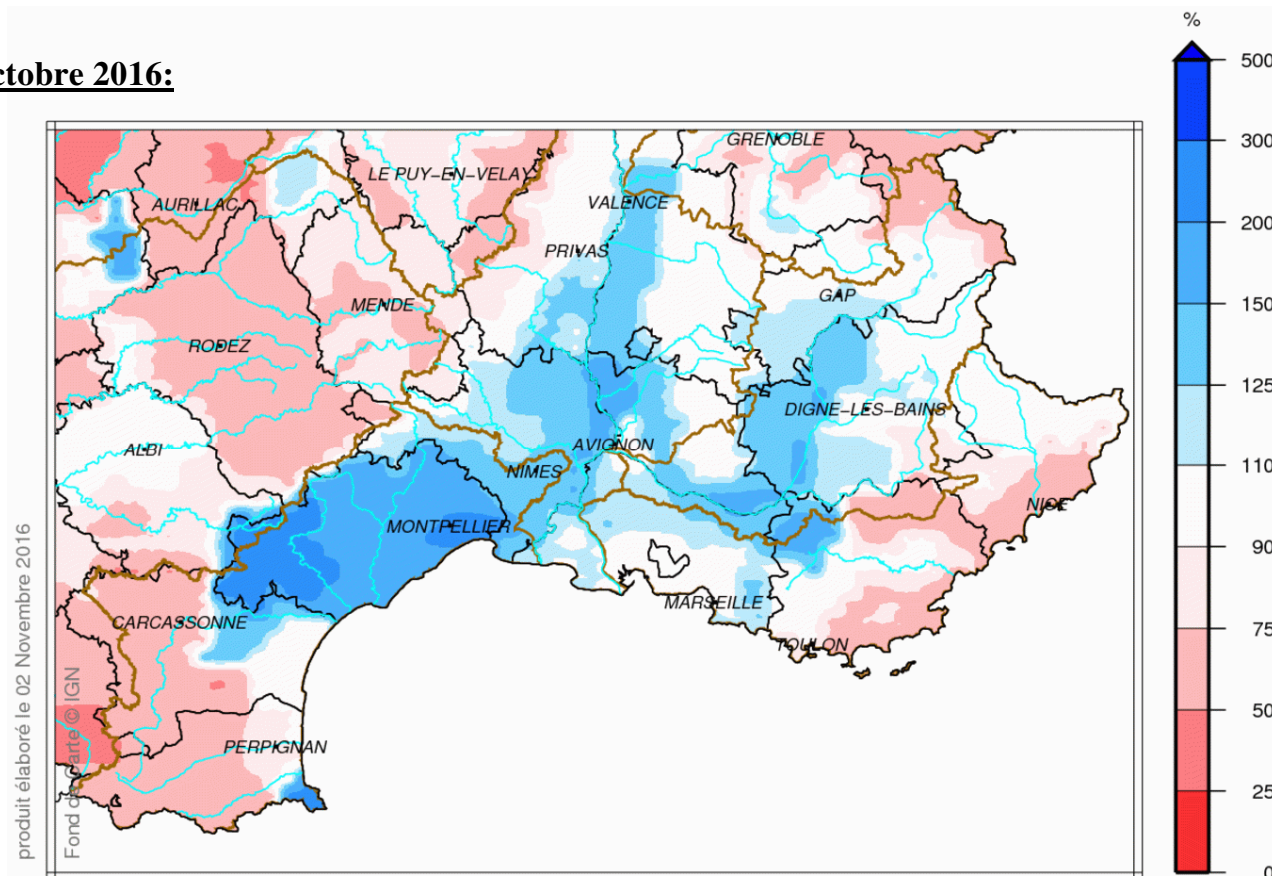 %
ctobre 2016:
500
300
200
150
125
110
90
75
50
25
0
GRENOBLE
LE PUY-EN-VELAY
AURILLAC
VALENCE
PRIVAS
GAP
MENDE
RODEZ
DIGNE-LES-BAINS
ALBI
AVIGNON
NIMES
NICE
MONTPELLIER
MARSEILLE
CARCASSONNE
TOULON
PERPIGNAN
produit élaboré le 02 Novembre 2016
Fond de Carte © IGN